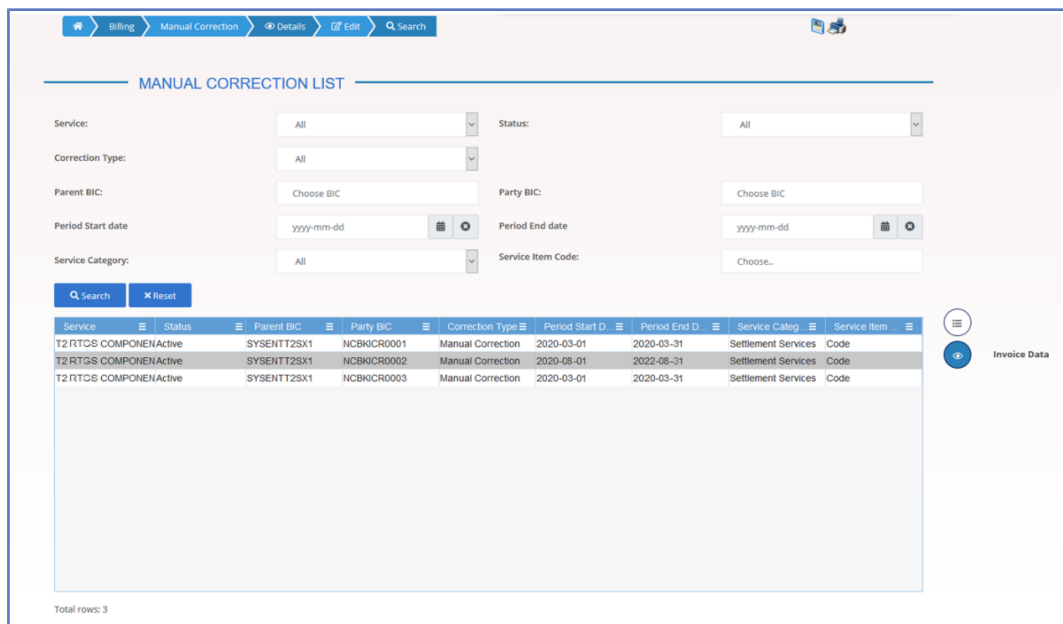 Billing Manual Correction Details Edit Search
MANUAL CORRECTION LIST
Service: All Status: All
Correction Type: All
Parent BIC: Choose BIC Party BIC: Choose BIC
Period Start date yyyy-mm-dd Period End date yyyy-mm-dd
Service Category: All Service Item Code: Choose..
Search Reset
Service Status Parent BIC Party BIC Correction Type Period Start D... Period End D... Service Categ... Service Item ...
T2 RTGS COMPONEN Active SYSENTT2SX1 NCBKICR0001 Manual Correction 2020-03-01 2020-03-31 Settlement Services Code
T2 RTGS COMPONEN Active SYSENTT2SX1 NCBKICR0002 Manual Correction 2020-08-01 2022-08-31 Settlement Services Code
T2 RTGS COMPONEN Active SYSENTT2SX1 NCBKICR0003 Manual Correction 2020-03-01 2020-03-31 Settlement Services Code
Invoice Data
Total rows: 3